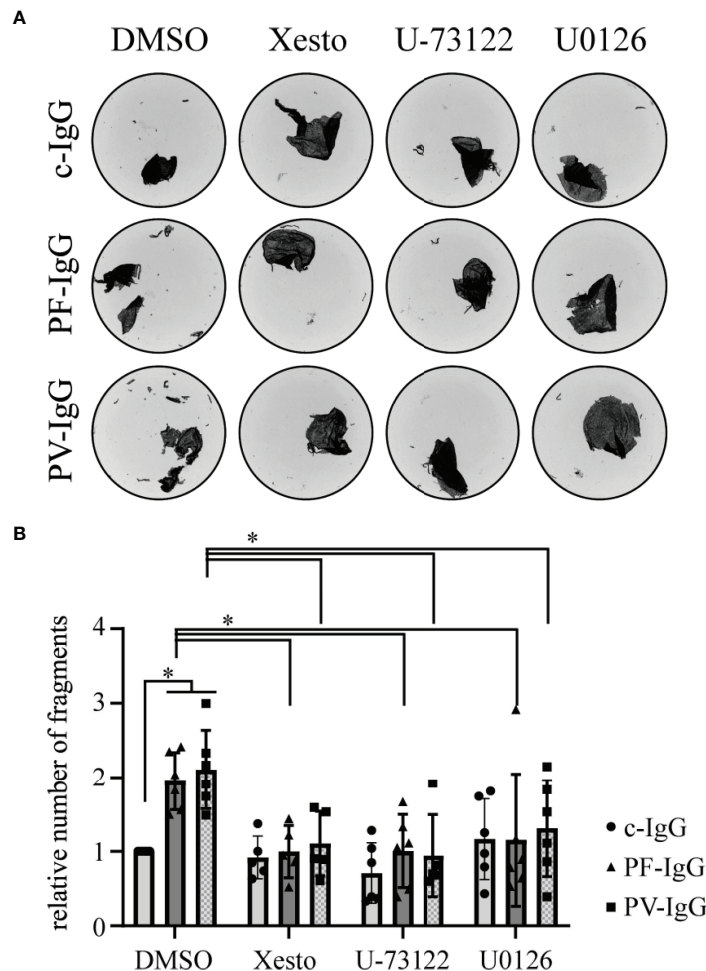 A
DMSO Xesto U-73122 U0126
c-IgG
PF-IgG
PV-IgG
B
*
*
*
relative number of fragments
4
3
2
1
0
DMSO Xesto U-73122 U0126
c-IgG
PF-IgG
PV-IgG